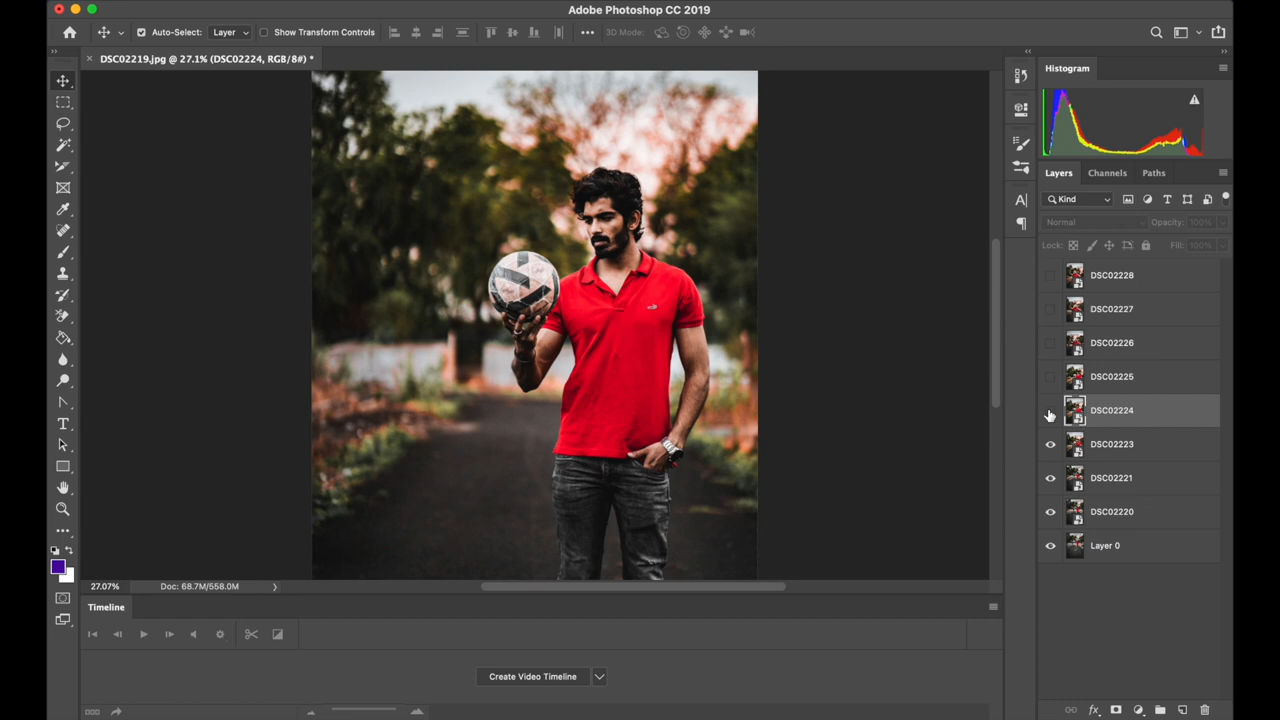 Adobe Photoshop CC 2019
Auto-Select: Layer Show Transform Controls 3D Mode:
DSC02219.jpg @ 27.1% (DSC02224, RGB/8#) *
Histogram
Layers Channels Paths
Kind
Normal Opacity: 100%
Lock: Fill: 100%
DSC02228
DSC02227
DSC02226
DSC02225
DSC02224
DSC02223
DSC02221
DSC02220
Layer 0
27.07% Doc: 68.7M/558.0M
Timeline
Create Video Timeline